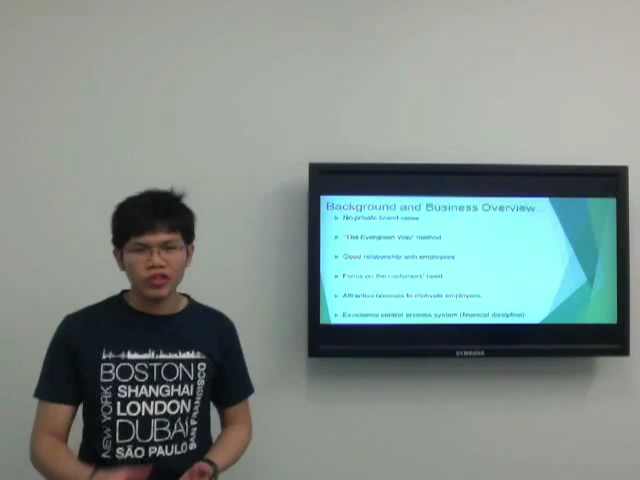 Background and Business Overview...
No private brand name
"The Evergreen Way" method
Good relationship with employees
Focus on the customers' need
Attractive bonuses to motivate employees
Excellence control process system (financial discipline)
SAMSUNG
BOSTON
SHANGHAI
LONDON
DUBAI
SÃO PAULO
NEW YORK
SAN FRANCISCO